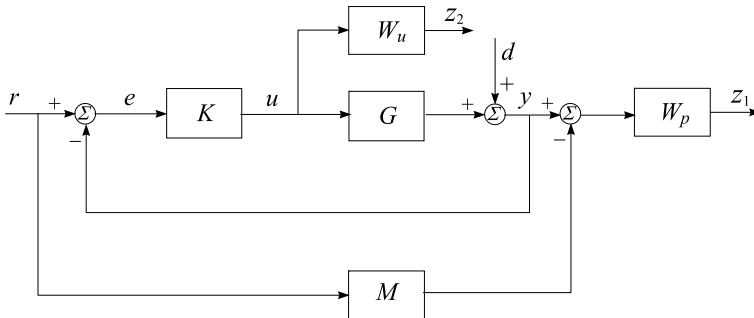 W_u
z_2
d
+
r
+
Σ
−
e
K
u
G
+
Σ
y
+
Σ
−
W_p
z_1
M